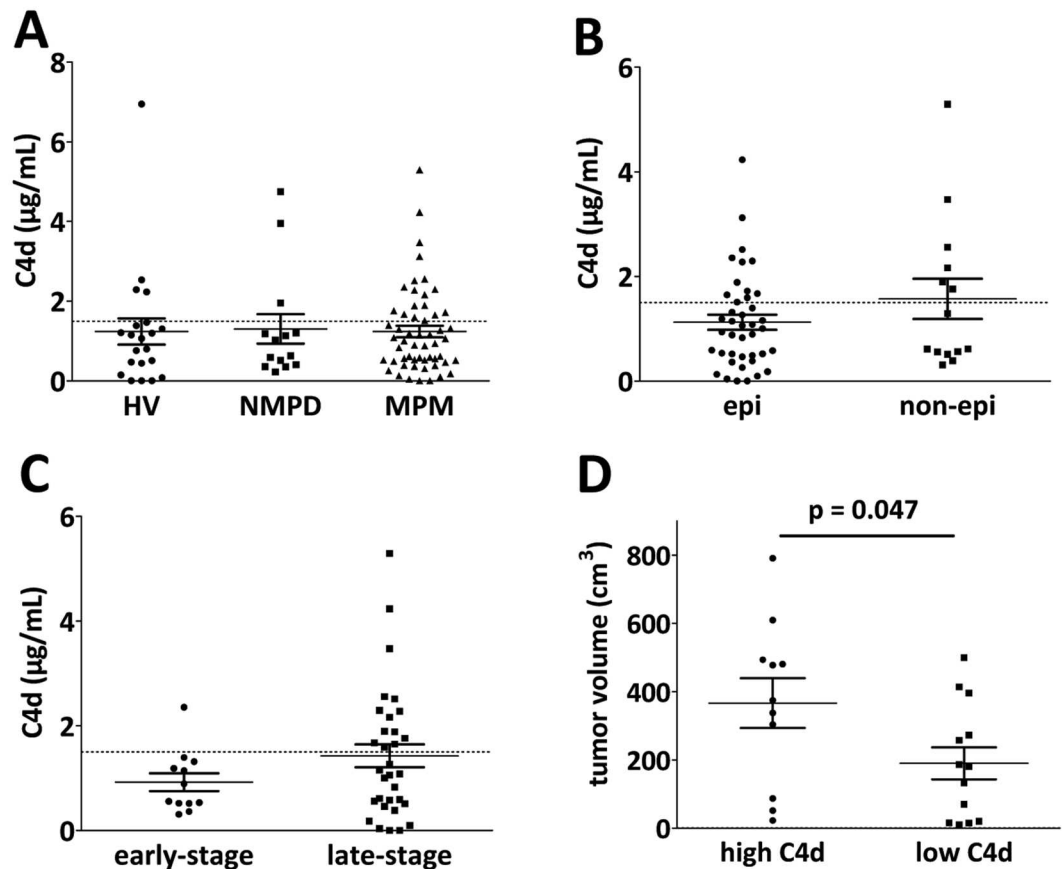 A
C4d (µg/mL)
8
6
4
2
0
HV NMPD MPM
B
C4d (µg/mL)
6
4
2
0
epi non-epi
C
C4d (µg/mL)
6
4
2
0
early-stage late-stage
D
p = 0.047
tumor volume (cm³)
800
600
400
200
0
high C4d low C4d